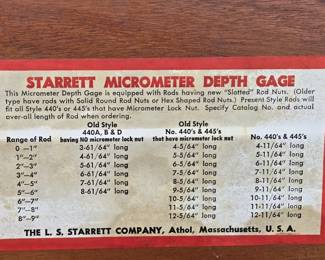 STARRETT MICROMETER DEPTH GAGE
This Micrometer Depth Gage is equipped with Rods having new "Slotted" Rod Nuts. (Older
type have rods with Solid Round Rod Nuts or Hex Shaped Rod Nuts.) Present Style Rods will
fit all Style 440's or 445's that have Micrometer Lock Nut. Specify Catalog No. and actual
over-all length of Rod when ordering.
Old Style Old Style
440A, B & D No. 440's & 445's
Range of Rod having NO micrometer lock nut that have micrometer lock nut No. 440's & 445's
0—1" 3-61/64" long 4-5/64" long 4-11/64" long
1"—2" 4-61/64" long 5-5/64" long 5-11/64" long
2"—3" 5-61/64" long 6-5/64" long 6-11/64" long
3"—4" 6-61/64" long 7-5/64" long 7-11/64" long
4"—5" 7-61/64" long 8-5/64" long 8-11/64" long
5"—6" 8-61/64" long 9-5/64" long 9-11/64" long
6"—7" 10-5/64" long 10-11/64" long
7"—8" 11-5/64" long 11-11/64" long
8"—9" 12-5/64" long 12-11/64" long
THE L. S. STARRETT COMPANY, Athol, Massachusetts, U. S. A.